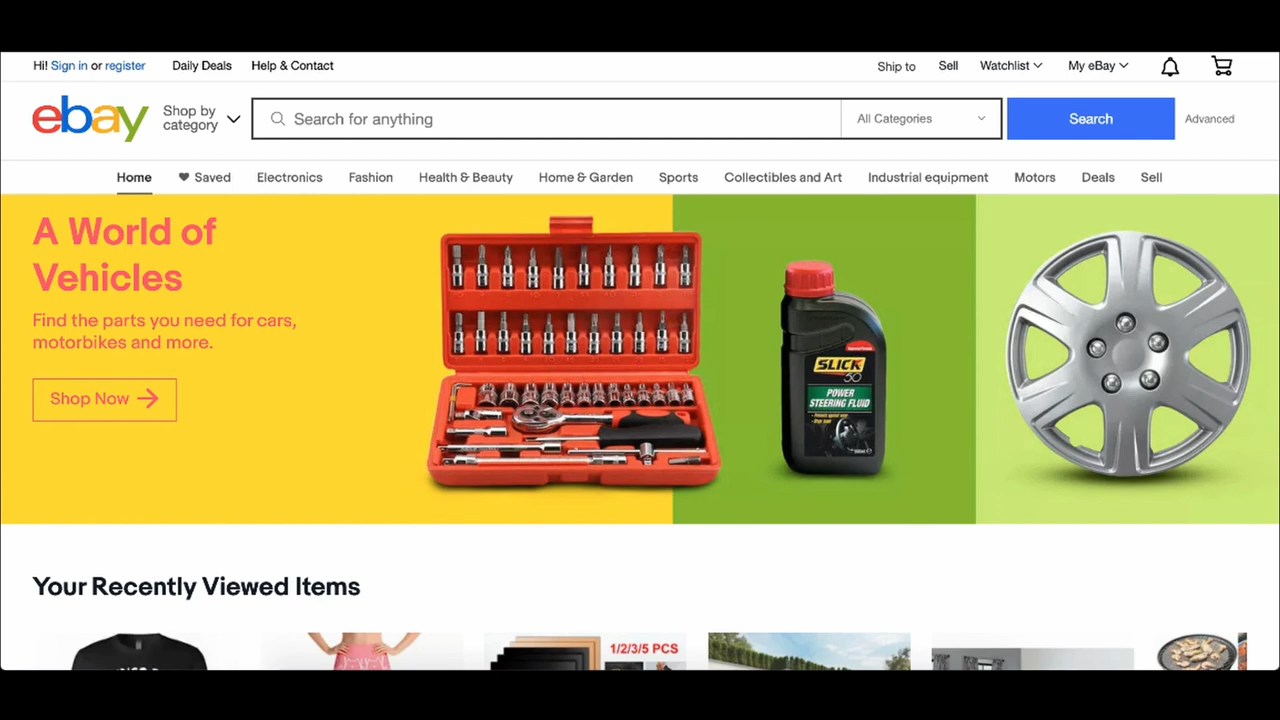 Hi! Sign in or register Daily Deals Help & Contact Ship to Sell Watchlist My eBay
ebay Shop by category Search for anything All Categories Search Advanced
Home Saved Electronics Fashion Health & Beauty Home & Garden Sports Collectibles and Art Industrial equipment Motors Deals Sell
A World of
Vehicles
Find the parts you need for cars,
motorbikes and more.
Shop Now
SLICK
50
POWER
STEERING FLUID
Your Recently Viewed Items
1/2/3/5 PCS